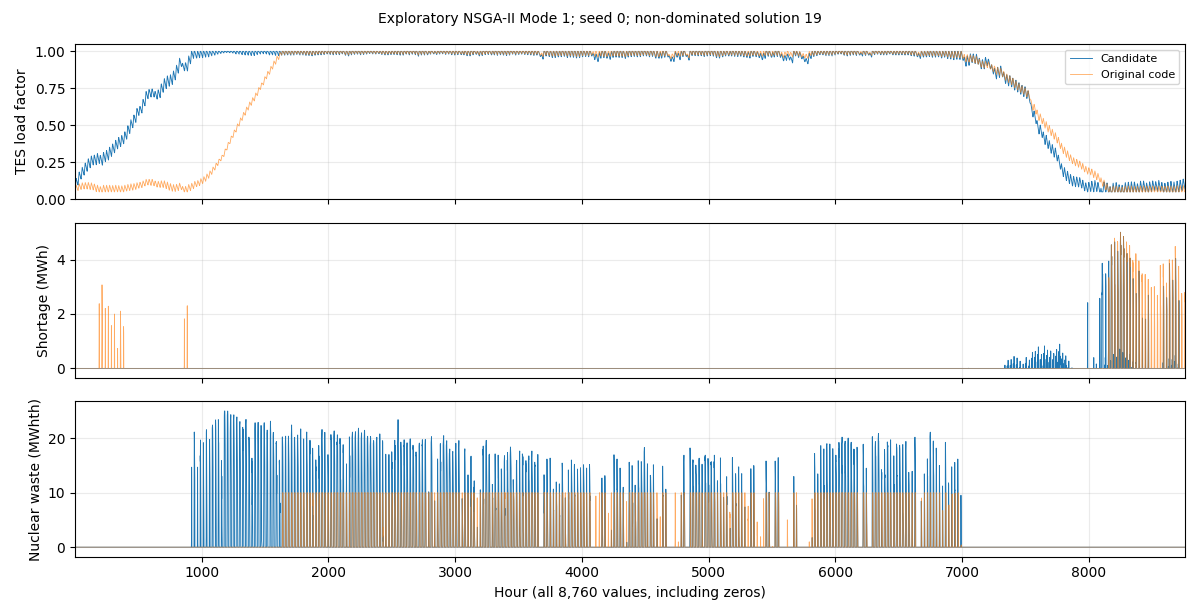 Exploratory NSGA-II Mode 1; seed 0; non-dominated solution 19
TES load factor
1.00
0.75
0.50
0.25
0.00
Candidate
Original code
Shortage (MWh)
4
2
0
Nuclear waste (MWhth)
20
10
0
1000 2000 3000 4000 5000 6000 7000 8000
Hour (all 8,760 values, including zeros)